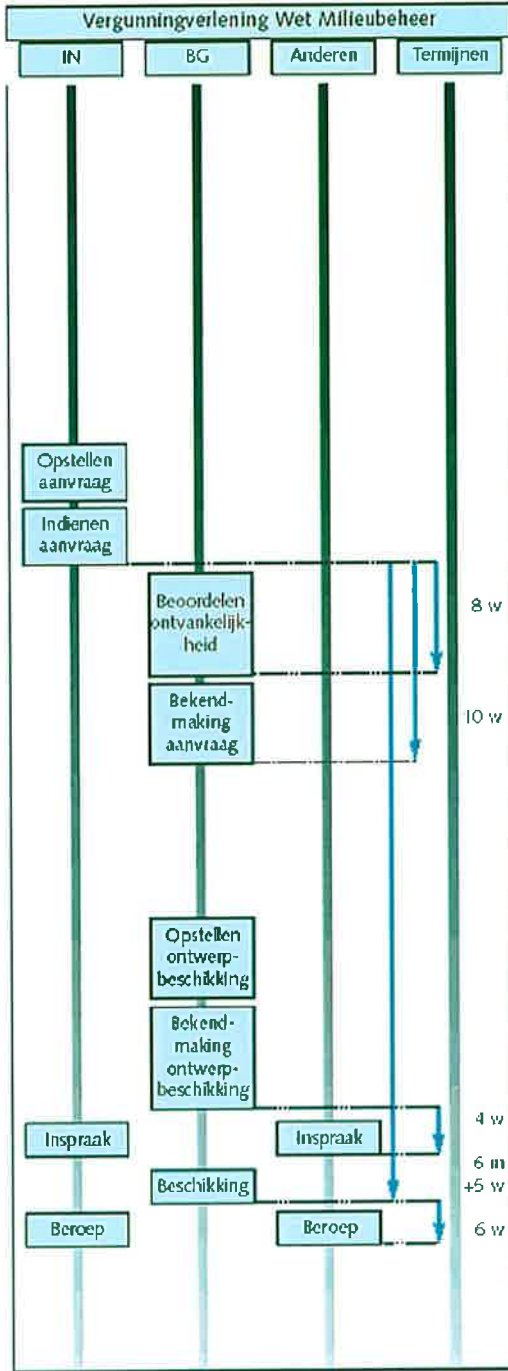 Vergunningverlening Wet Milieubeheer
IN
BG
Anderen
Termijnen
Opstellen
aanvraag
Indienen
aanvraag
Beoordelen
ontvankelijk-
heid
8 w
Bekend-
making
aanvraag
10 w
Opstellen
ontwerp-
beschikking
Bekend-
making
ontwerp-
beschikking
4 w
Inspraak
Inspraak
6 m
+5 w
Beschikking
Beroep
Beroep
6 w